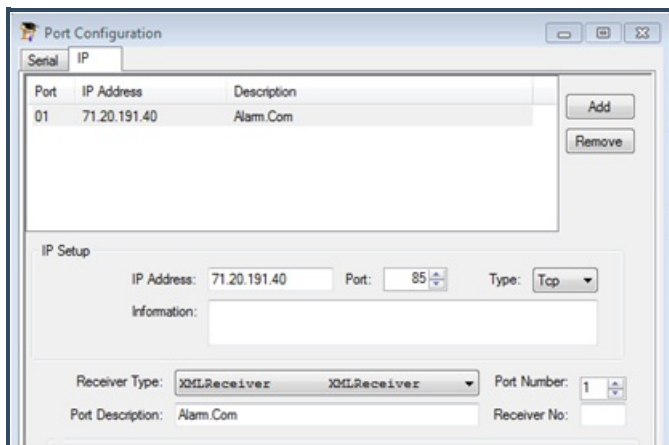 Port Configuration
Serial IP
Port IP Address Description
01 71.20.191.40 Alarm.Com
Add
Remove
IP Setup
IP Address: 71.20.191.40 Port: 85 Type: Tcp
Information:
Receiver Type: XMLReceiver XMLReceiver Port Number: 1
Port Description: Alarm.Com Receiver No: